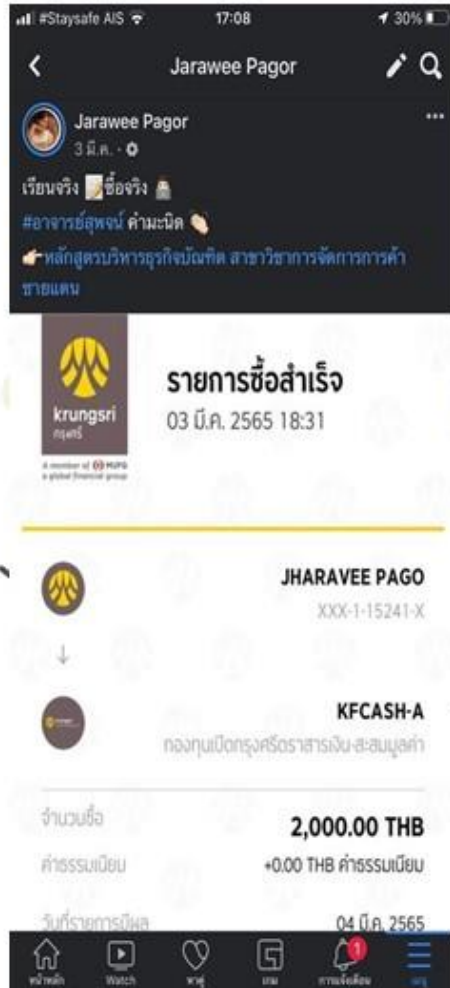 #Staysafe AIS 17:08 30%
Jarawee Pagor
Jarawee Pagor
3 มี.ค. ·
เรียนจริง 📝ซื้อจริง
#อาจารย์สุพจน์ คำมะนิด
👉🏻หลักสูตรบริหารธุรกิจบัณฑิต สาขาวิชาการจัดการการค้า
ชายแดน
krungsri
กรุงศรี
A member of MUFG
a global financial group
รายการซื้อสำเร็จ
03 มี.ค. 2565 18:31
JHARAVEE PAGO
XXX-1-15241-X
↓
KFCASH-A
กองทุนเปิดกรุงศรีตราสารเงิน-สะสมมูลค่า
จำนวนซื้อ 2,000.00 THB
ค่าธรรมเนียม +0.00 THB ค่าธรรมเนียม
วันที่รายการมีผล 04 มี.ค. 2565
1
หน้าหลัก Watch หาคู่ เกม การแจ้งเตือน เมนู